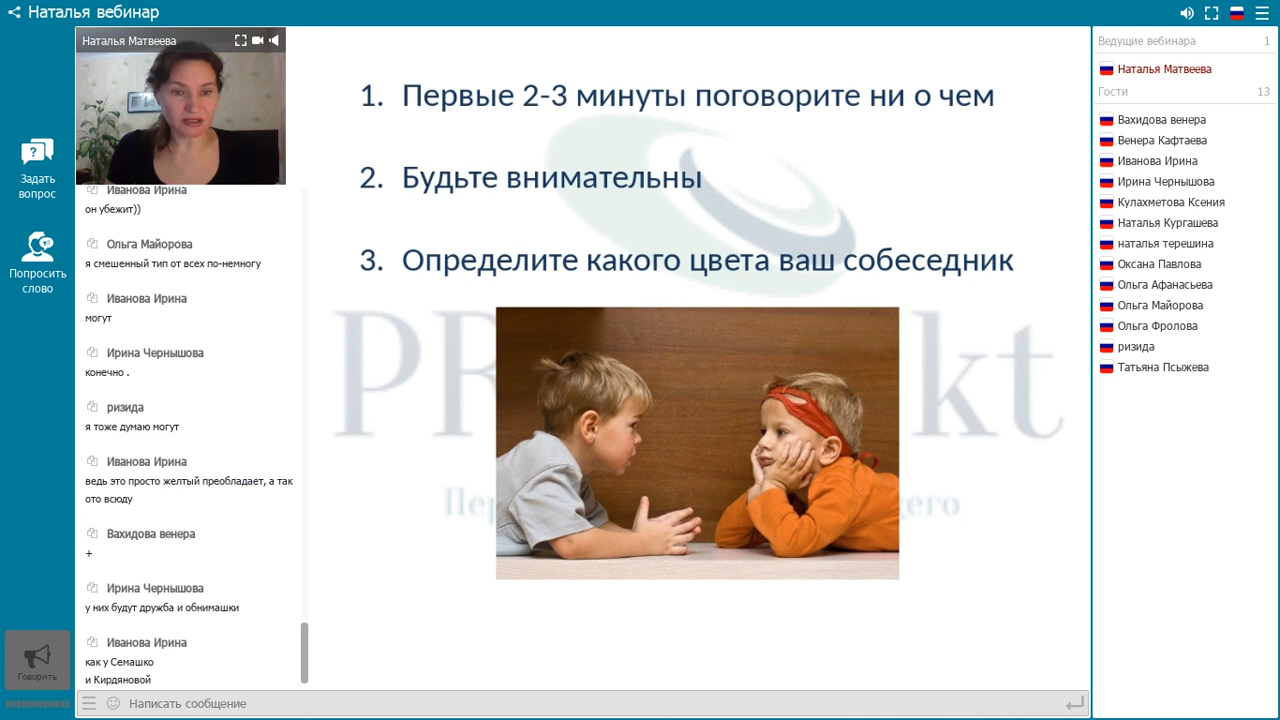 Наталья вебинар
Задать
вопрос
Попросить
слово
Говорить
Наталья Матвеева
Иванова Ирина
он убежит))
Ольга Майорова
я смешенный тип от всех по-немногу
Иванова Ирина
могут
Ирина Чернышова
конечно .
ризида
я тоже думаю могут
Иванова Ирина
ведь это просто желтый преобладает, а так
ото всюду
Вахидова венера
+
Ирина Чернышова
у них будут дружба и обнимашки
Иванова Ирина
как у Семашко
и Кирдяновой
Написать сообщение
1. Первые 2-3 минуты поговорите ни о чем
2. Будьте внимательны
3. Определите какого цвета ваш собеседник
Ведущие вебинара 1
Наталья Матвеева
Гости 13
Вахидова венера
Венера Кафтаева
Иванова Ирина
Ирина Чернышова
Кулахметова Ксения
Наталья Кургашева
наталья терешина
Оксана Павлова
Ольга Афанасьева
Ольга Майорова
Ольга Фролова
ризида
Татьяна Псыжева